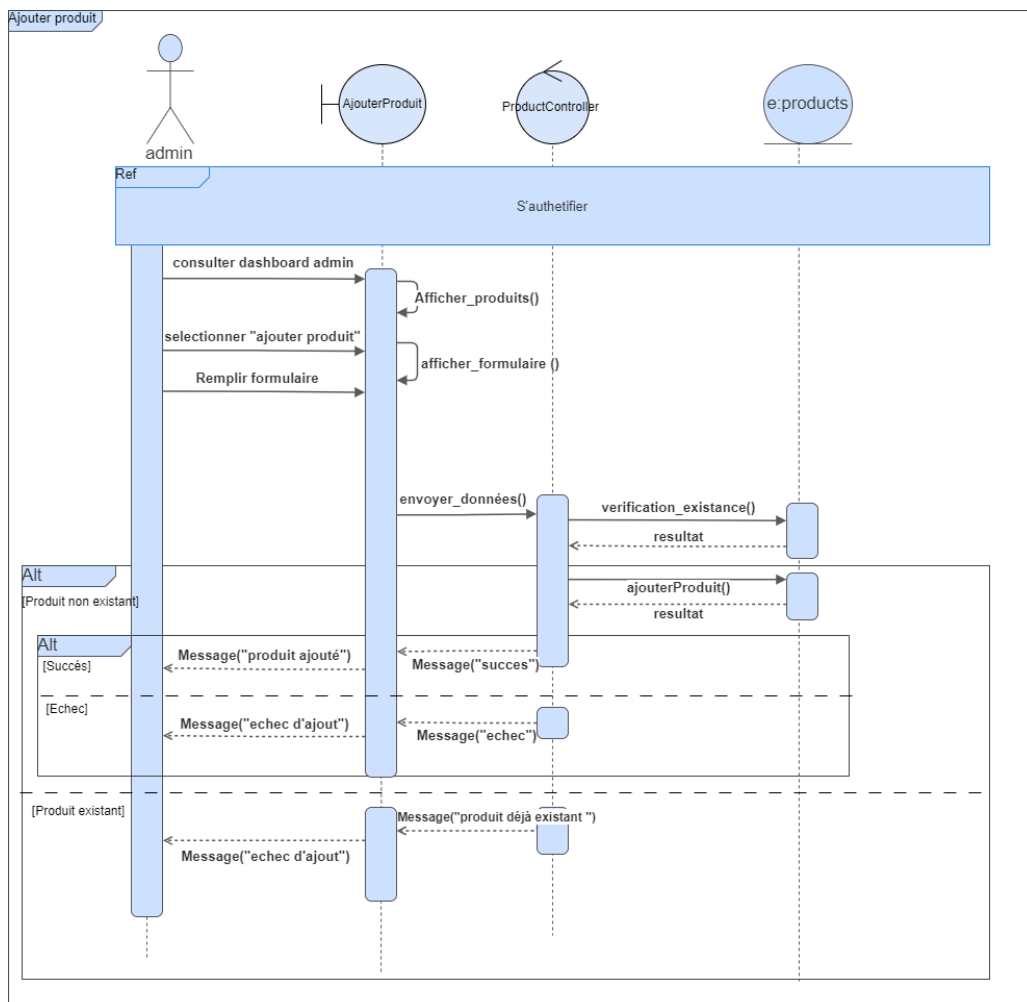 Ajouter produit
admin
AjouterProduit
ProductController
e:products
Ref
S'authetifier
consulter dashboard admin
Afficher_produits()
selectionner "ajouter produit"
afficher_formulaire ()
Remplir formulaire
envoyer_données()
verification_existance()
resultat
Alt
[Produit non existant]
ajouterProduit()
resultat
Alt
[Succés]
Message("produit ajouté")
Message("succes")
[Echec]
Message("echec d'ajout")
Message("echec")
[Produit existant]
Message("produit déjà existant ")
Message("echec d'ajout")